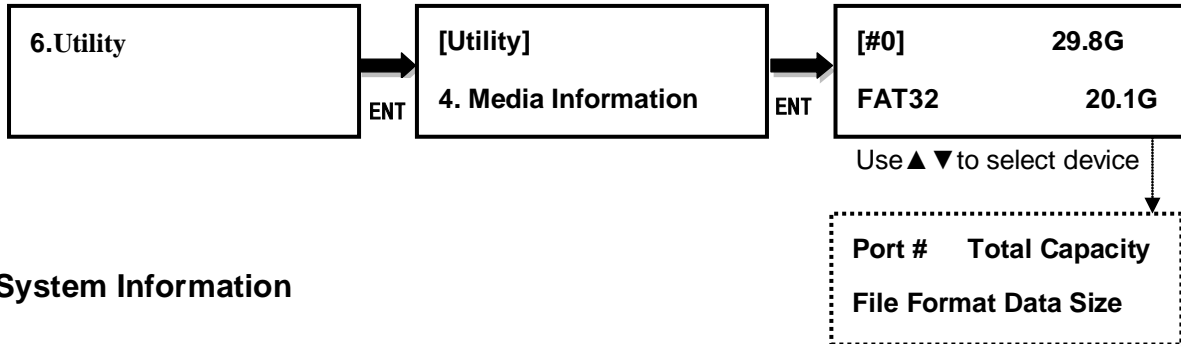 6.Utility
ENT
[Utility]
4. Media Information
ENT
[#0] 29.8G
FAT32 20.1G
Use▲▼to select device
Port # Total Capacity
File Format Data Size
System Information